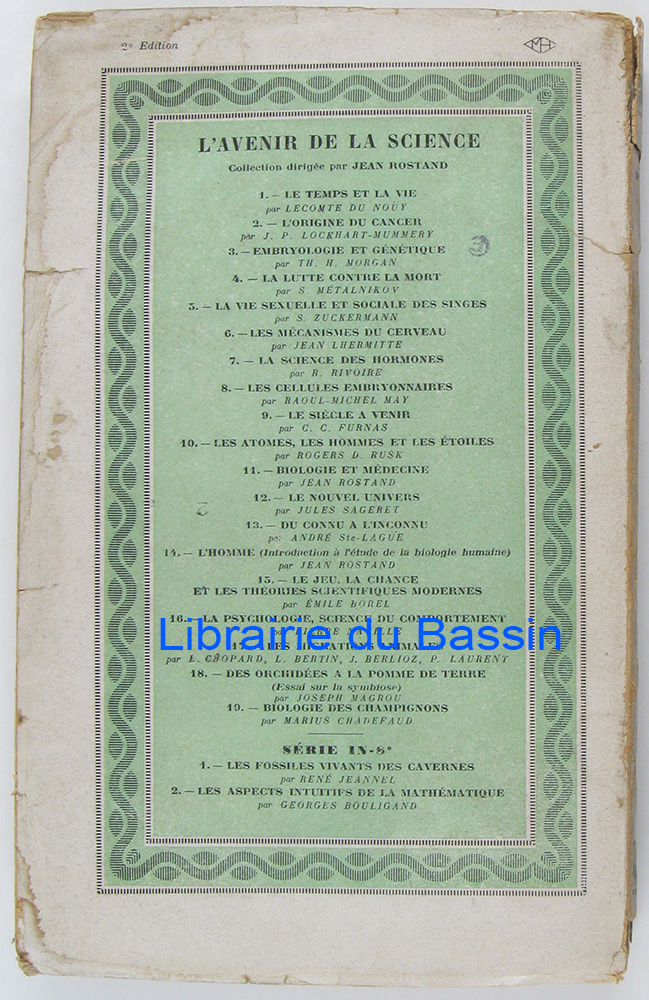 2e Edition
MH
L'AVENIR DE LA SCIENCE
Collection dirigée par JEAN ROSTAND
1. — LE TEMPS ET LA VIE
par LECOMTE DU NOÜY
2. — L'ORIGINE DU CANCER
par J. P. LOCKHART-MUMMERY
3. — EMBRYOLOGIE ET GÉNÉTIQUE
par TH. H. MORGAN
4. — LA LUTTE CONTRE LA MORT
par S. MÉTALNIKOV
5. — LA VIE SEXUELLE ET SOCIALE DES SINGES
par S. ZUCKERMANN
6. — LES MÉCANISMES DU CERVEAU
par JEAN LHERMITTE
7. — LA SCIENCE DES HORMONES
par R. RIVOIRE
8. — LES CELLULES EMBRYONNAIRES
par RAOUL-MICHEL MAY
9. — LE SIÈCLE A VENIR
par C. C. FURNAS
10. — LES ATOMES, LES HOMMES ET LES ÉTOILES
par ROGERS D. RUSK
11. — BIOLOGIE ET MÉDECINE
par JEAN ROSTAND
12. — LE NOUVEL UNIVERS
par JULES SAGERET
13. — DU CONNU A L'INCONNU
par ANDRÉ Ste-LAGUË
14. — L'HOMME (Introduction à l'étude de la biologie humaine)
par JEAN ROSTAND
15. — LE JEU, LA CHANCE
ET LES THÉORIES SCIENTIFIQUES MODERNES
par ÉMILE BOREL
16. — LA PSYCHOLOGIE, SCIENCE DU COMPORTEMENT
Librairie du Bassin
par L. CHOPARD, L. BERTIN, J. BERLIOZ, P. LAURENT
18. — DES ORCHIDÉES A LA POMME DE TERRE
(Essai sur la symbiose)
par JOSEPH MAGROU
19. — BIOLOGIE DES CHAMPIGNONS
par MARIUS CHADEFAUD
SÉRIE IN-8°
1. — LES FOSSILES VIVANTS DES CAVERNES
par RENÉ JEANNEL
2. — LES ASPECTS INTUITIFS DE LA MATHÉMATIQUE
par GEORGES BOULIGAND